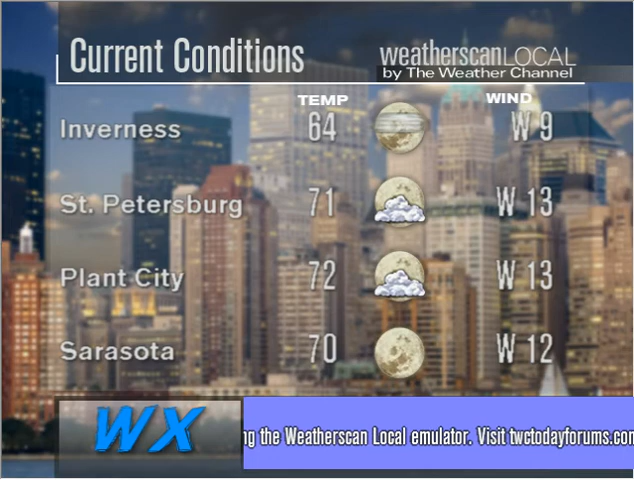 Current Conditions
weatherscanLOCAL
by The Weather Channel
TEMP WIND
Inverness 64 W 9
St. Petersburg 71 W 13
Plant City 72 W 13
Sarasota 70 W 12
WX
the Weatherscan Local emulator. Visit twctodayforums.com